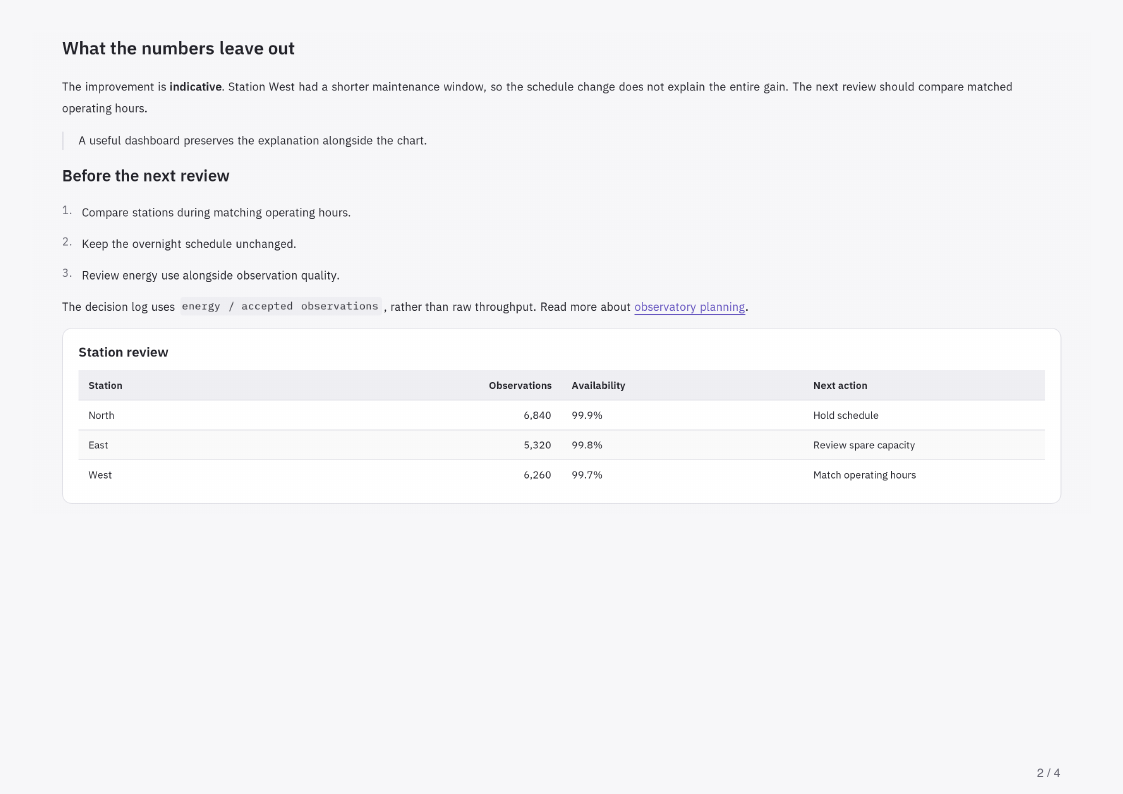 What the numbers leave out
The improvement is indicative. Station West had a shorter maintenance window, so the schedule change does not explain the entire gain. The next review should compare matched
operating hours.
A useful dashboard preserves the explanation alongside the chart.
Before the next review
1. Compare stations during matching operating hours.
2. Keep the overnight schedule unchanged.
3. Review energy use alongside observation quality.
The decision log uses energy / accepted observations , rather than raw throughput. Read more about observatory planning.
Station review
Station Observations Availability Next action
North 6,840 99.9% Hold schedule
East 5,320 99.8% Review spare capacity
West 6,260 99.7% Match operating hours
2 / 4